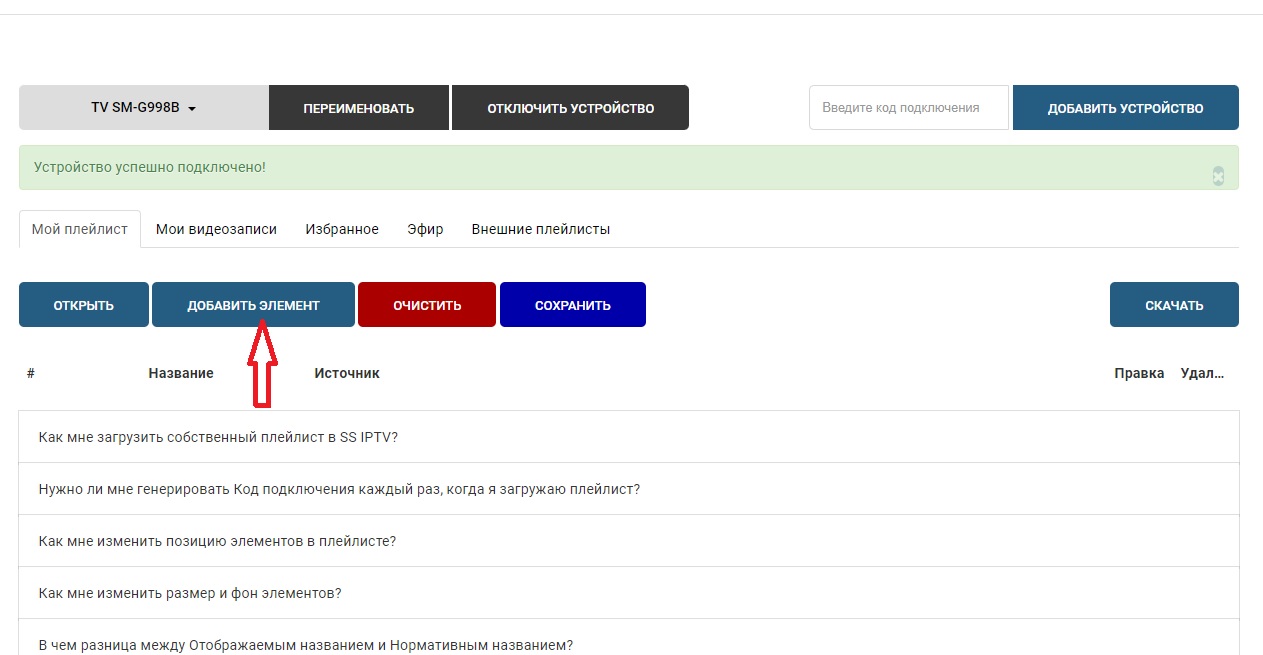 TV SM-G998B ПЕРЕИМЕНОВАТЬ ОТКЛЮЧИТЬ УСТРОЙСТВО Введите код подключения ДОБАВИТЬ УСТРОЙСТВО
Устройство успешно подключено!
Мой плейлист Мои видеозаписи Избранное Эфир Внешние плейлисты
ОТКРЫТЬ ДОБАВИТЬ ЭЛЕМЕНТ ОЧИСТИТЬ СОХРАНИТЬ СКАЧАТЬ
# Название Источник Правка Удал...
Как мне загрузить собственный плейлист в SS IPTV?
Нужно ли мне генерировать Код подключения каждый раз, когда я загружаю плейлист?
Как мне изменить позицию элементов в плейлисте?
Как мне изменить размер и фон элементов?
В чем разница между Отображаемым названием и Нормативным названием?